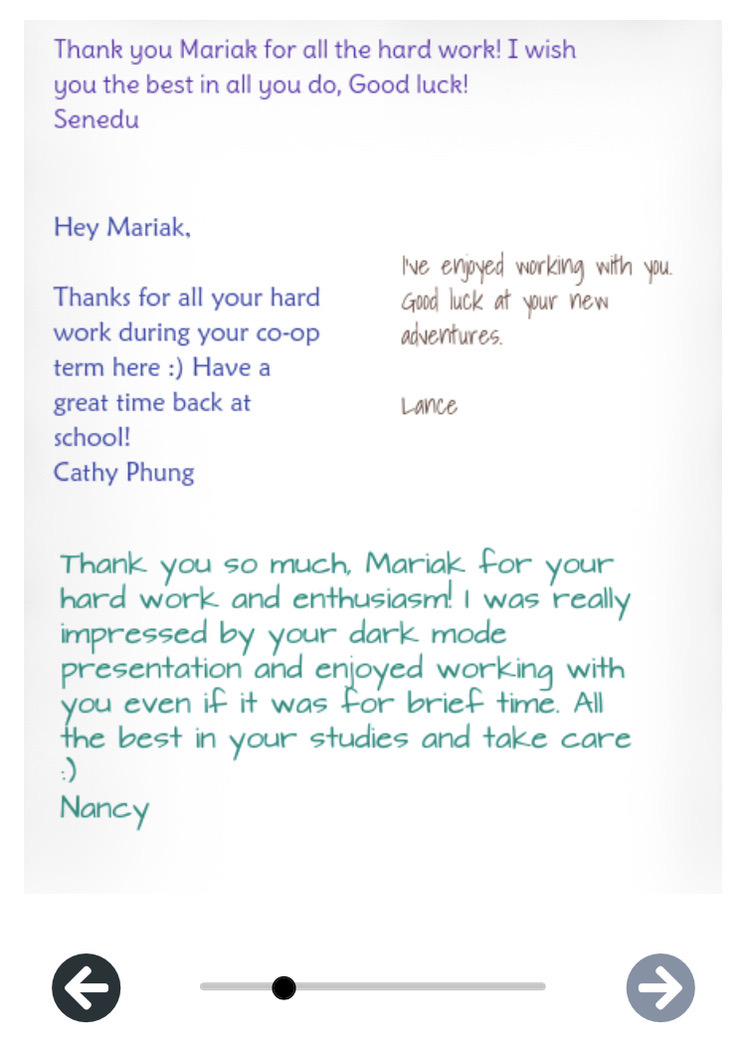 Thank you Mariak for all the hard work! I wish
you the best in all you do, Good luck!
Senedu
Hey Mariak,
Thanks for all your hard
work during your co-op
term here :) Have a
great time back at
school!
Cathy Phung
I've enjoyed working with you.
Good luck at your new
adventures.
Lance
Thank you so much, Mariak for your
hard work and enthusiasm! I was really
impressed by your dark mode
presentation and enjoyed working with
you even if it was for brief time. All
the best in your studies and take care
:)
Nancy